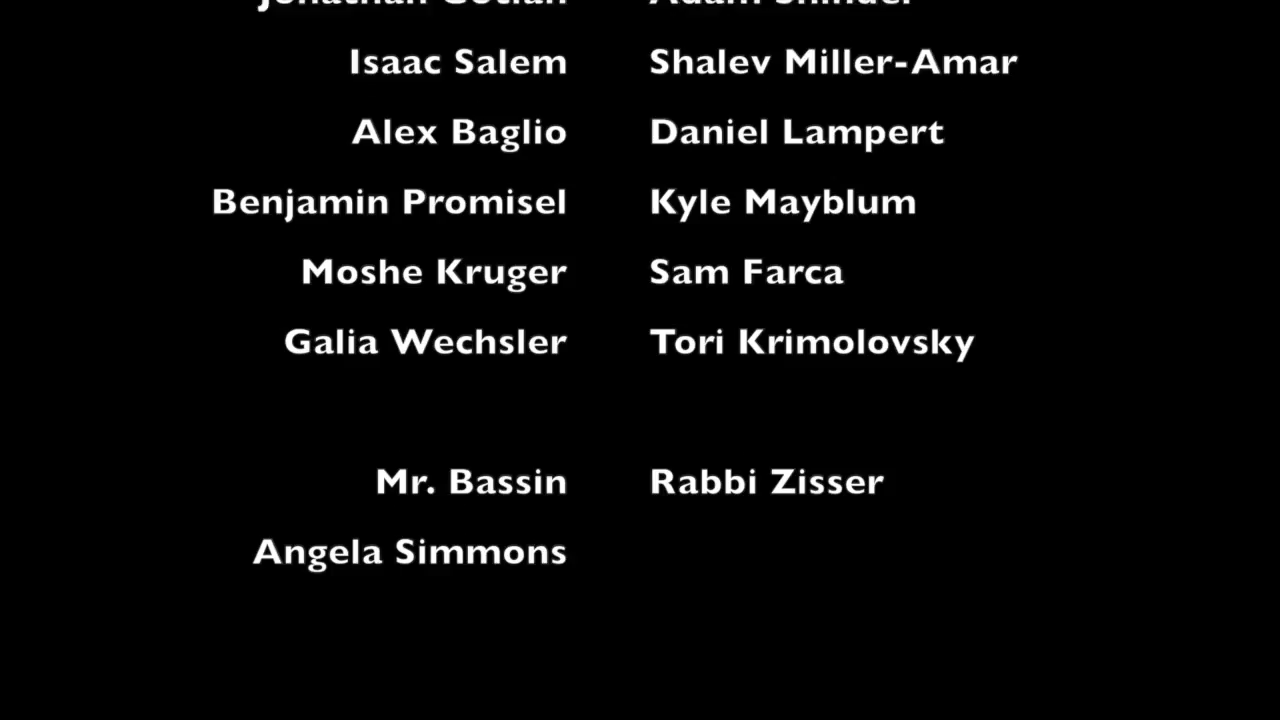 Isaac Salem Shalev Miller-Amar
Alex Baglio Daniel Lampert
Benjamin Promisel Kyle Mayblum
Moshe Kruger Sam Farca
Galia Wechsler Tori Krimolovsky
Mr. Bassin Rabbi Zisser
Angela Simmons